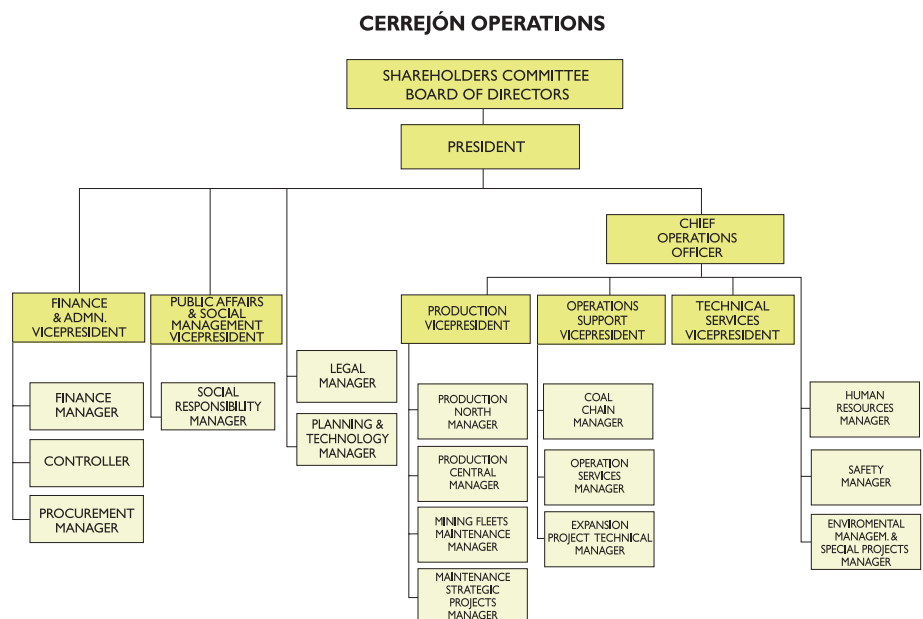 CERREJÓN OPERATIONS
SHAREHOLDERS COMMITTEE
BOARD OF DIRECTORS
PRESIDENT
CHIEF
OPERATIONS
OFFICER
FINANCE
& ADMN.
VICEPRESIDENT
PUBLIC AFFAIRS
& SOCIAL
MANAGEMENT
VICEPRESIDENT
PRODUCTION
VICEPRESIDENT
OPERATIONS
SUPPORT
VICEPRESIDENT
TECHNICAL
SERVICES
VICEPRESIDENT
FINANCE
MANAGER
CONTROLLER
PROCUREMENT
MANAGER
SOCIAL
RESPONSIBILITY
MANAGER
LEGAL
MANAGER
PLANNING &
TECHNOLOGY
MANAGER
PRODUCTION
NORTH
MANAGER
PRODUCTION
CENTRAL
MANAGER
MINING FLEETS
MAINTENANCE
MANAGER
MAINTENANCE
STRATEGIC
PROJECTS
MANAGER
COAL
CHAIN
MANAGER
OPERATION
SERVICES
MANAGER
EXPANSION
PROJECT TECHNICAL
MANAGER
HUMAN
RESOURCES
MANAGER
SAFETY
MANAGER
ENVIROMENTAL
MANAGEM. &
SPECIAL PROJECTS
MANAGER